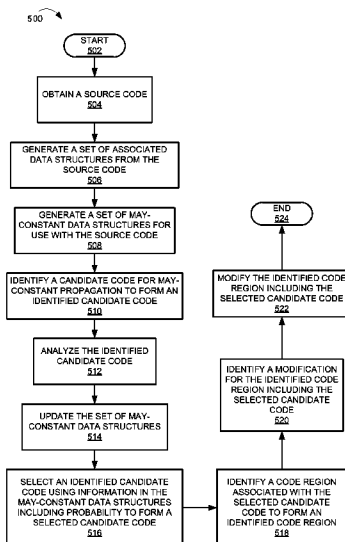 500
START
502
OBTAIN A SOURCE CODE
504
GENERATE A SET OF ASSOCIATED
DATA STRUCTURES FROM THE
SOURCE CODE
506
GENERATE A SET OF MAY-
CONSTANT DATA STRUCTURES FOR
USE WITH THE SOURCE CODE
508
IDENTIFY A CANDIDATE CODE FOR MAY-
CONSTANT PROPAGATION TO FORM AN
IDENTIFIED CANDIDATE CODE
510
ANALYZE THE IDENTIFIED
CANDIDATE CODE
512
UPDATE THE SET OF MAY-
CONSTANT DATA STRUCTURES
514
SELECT AN IDENTIFIED CANDIDATE
CODE USING INFORMATION IN THE
MAY-CONSTANT DATA STRUCTURES
INCLUDING PROBABILITY TO FORM A
SELECTED CANDIDATE CODE
516
IDENTIFY A CODE REGION
ASSOCIATED WITH THE
SELECTED CANDIDATE
CODE TO FORM AN
IDENTIFIED CODE REGION
518
IDENTIFY A MODIFICATION
FOR THE IDENTIFIED CODE
REGION INCLUDING THE
SELECTED CANDIDATE
CODE
520
MODIFY THE IDENTIFIED CODE
REGION INCLUDING THE
SELECTED CANDIDATE CODE
522
END
524